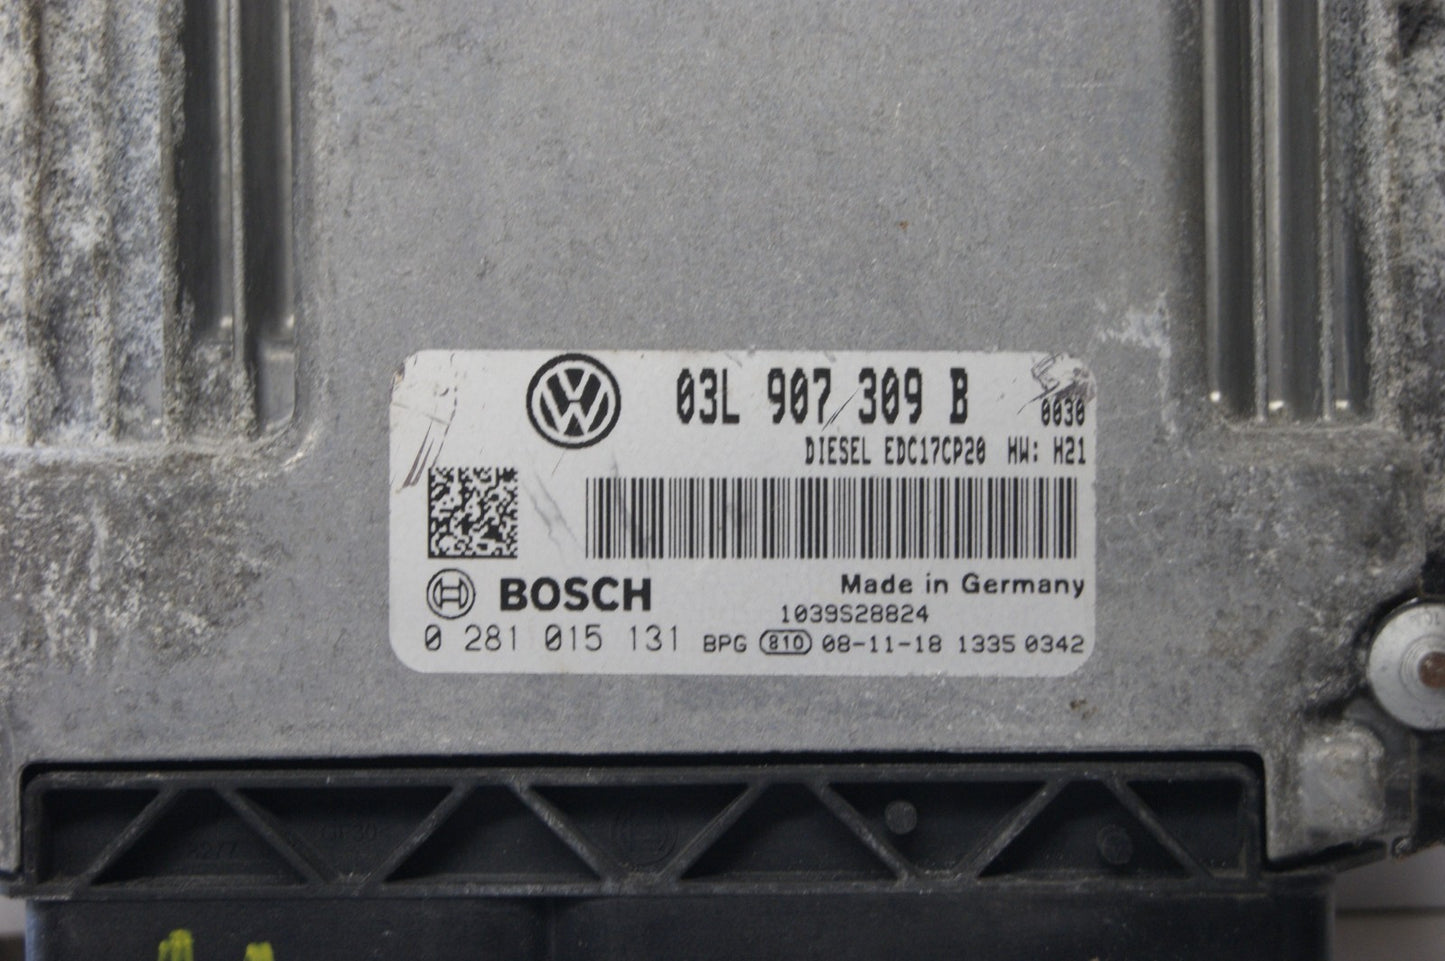 03L 907 309 B
0030
DIESEL EDC17CP20 HW: H21
BOSCH
Made in Germany
1039S28824
0 281 015 131 BPG 810 08-11-18 1335 0342